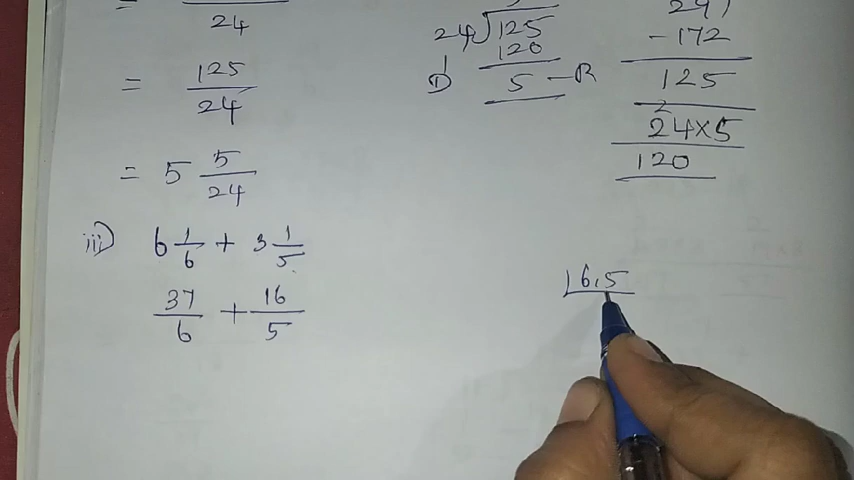 = 24
= 125/24
= 5 5/24
iii) 6 1/6 + 3 1/5
37/6 + 16/5
24)125
120
D 5 - R
- 172
125
2
24×5
120
6,5